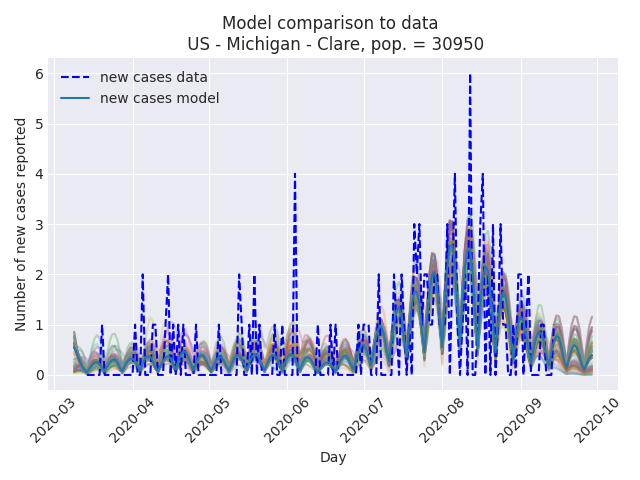 Model comparison to data
US - Michigan - Clare, pop. = 30950
new cases data
new cases model
Number of new cases reported
6
5
4
3
2
1
0
2020-03
2020-04
2020-05
2020-06
2020-07
2020-08
2020-09
2020-10
Day